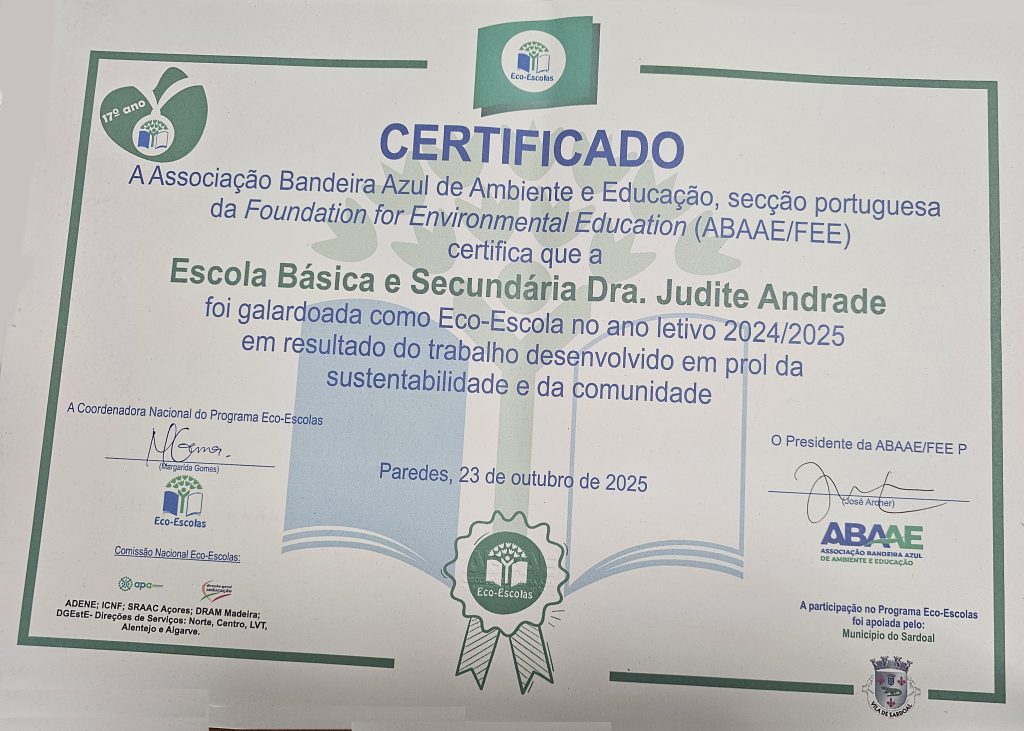 Eco-Escolas
17º ano
CERTIFICADO
A Associação Bandeira Azul de Ambiente e Educação, secção portuguesa
da Foundation for Environmental Education (ABAAE/FEE)
certifica que a
Escola Básica e Secundária Dra. Judite Andrade
foi galardoada como Eco-Escola no ano letivo 2024/2025
em resultado do trabalho desenvolvido em prol da
sustentabilidade e da comunidade
A Coordenadora Nacional do Programa Eco-Escolas
(Margarida Gomes)
Eco-Escolas
Comissão Nacional Eco-Escolas:
apa
direção-geral
educação
ADENE; ICNF; SRAAC Açores; DRAM Madeira;
DGEstE- Direções de Serviços: Norte, Centro, LVT,
Alentejo e Algarve.
Paredes, 23 de outubro de 2025
Eco-Escolas
O Presidente da ABAAE/FEE P
(José Archer)
ABAAE
ASSOCIAÇÃO BANDEIRA AZUL
DE AMBIENTE E EDUCAÇÃO
A participação no Programa Eco-Escolas
foi apoiada pelo:
Município do Sardoal
VILA DE SARDOAL